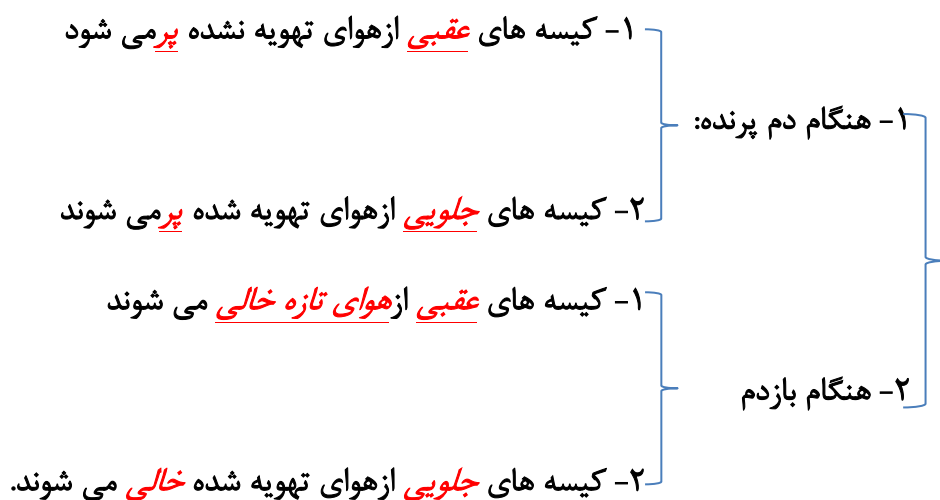 ۱- هنگام دم پرنده:
۱- کیسه های عقبی ازهوای تهویه نشده پرمی شود
۲- کیسه های جلویی ازهوای تهویه شده پرمی شوند
۲- هنگام بازدم
۱- کیسه های عقبی ازهوای تازه خالی می شوند
۲- کیسه های جلویی ازهوای تهویه شده خالی می شوند.